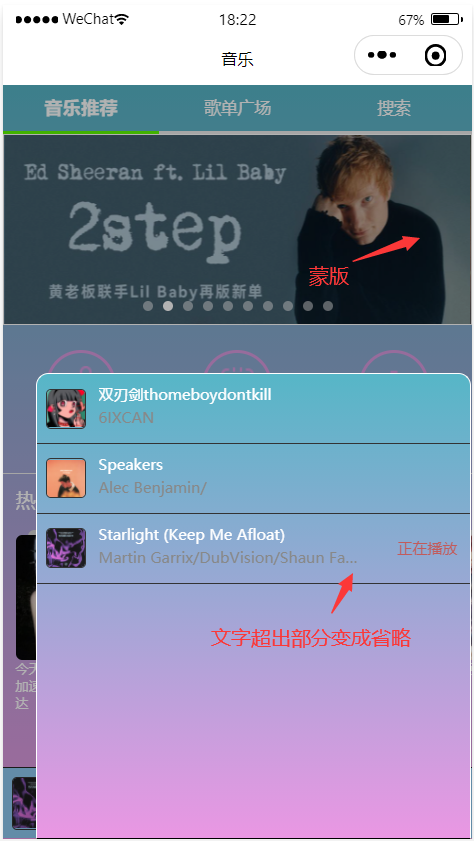 WeChat
18:22
67%
音乐
音乐推荐
歌单广场
搜索
Ed Sheeran ft. Lil Baby
2step
黄老板联手Lil Baby再版新单
蒙版
双刃剑thomeboydontkill
6IXCAN
Speakers
Alec Benjamin/
Starlight (Keep Me Afloat)
Martin Garrix/DubVision/Shaun Fa...
正在播放
文字超出部分变成省略
热
今天
加速
达